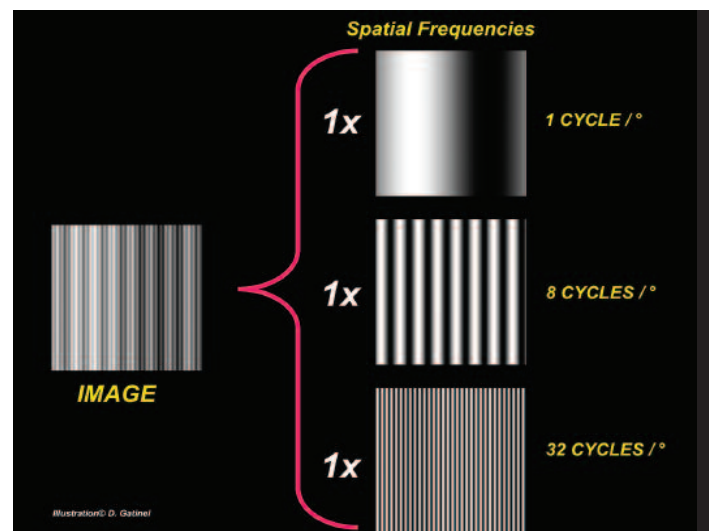 Spatial Frequencies
1x
1 CYCLE / °
1x
8 CYCLES / °
IMAGE
1x
32 CYCLES / °
Illustration© D. Gatinel